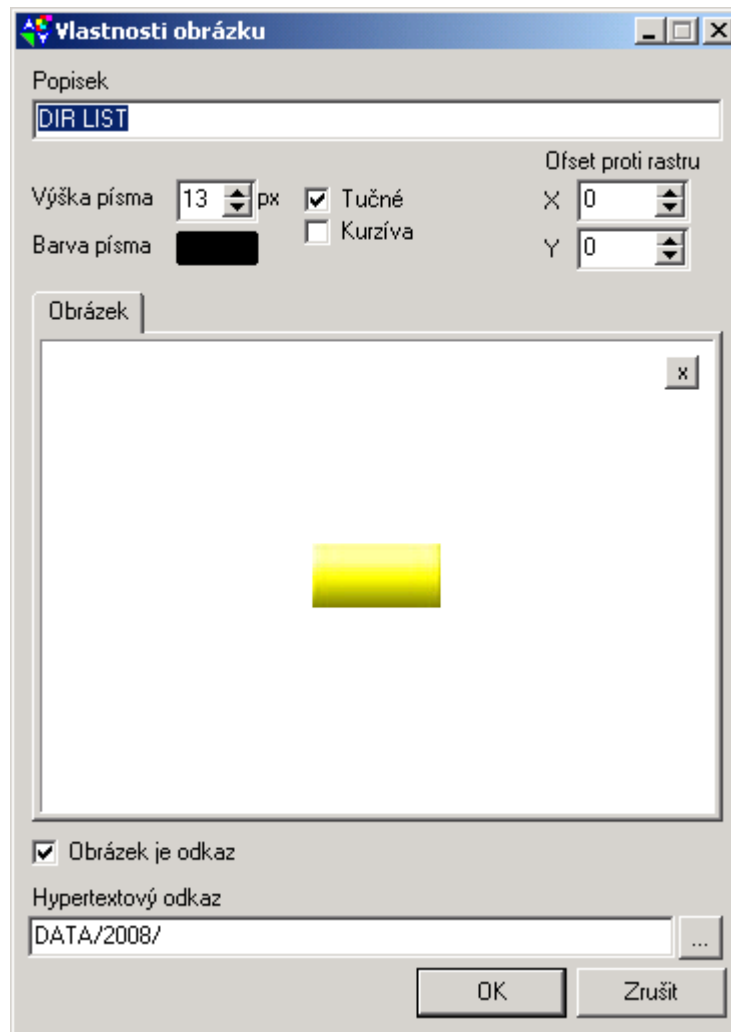 Vlastnosti obrázku
Popisek
DIR LIST
Ofset proti rastru
Výška písma 13 px Tučné X 0
Kurzíva
Barva písma Y 0
Obrázek
x
Obrázek je odkaz
Hypertextový odkaz
DATA/2008/ ...
OK Zrušit